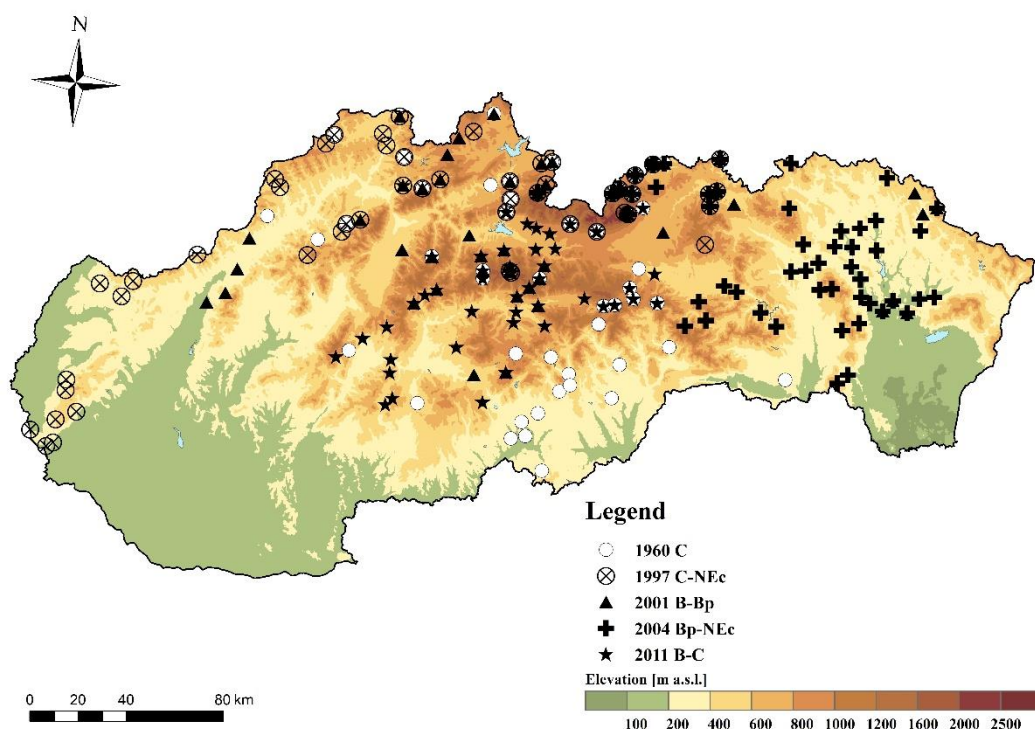 N
Legend
1960 C
1997 C-NEc
2001 B-Bp
2004 Bp-NEc
2011 B-C
Elevation [m a.s.l.]
0 20 40 80 km
100 200 400 600 800 1000 1200 1600 2000 2500